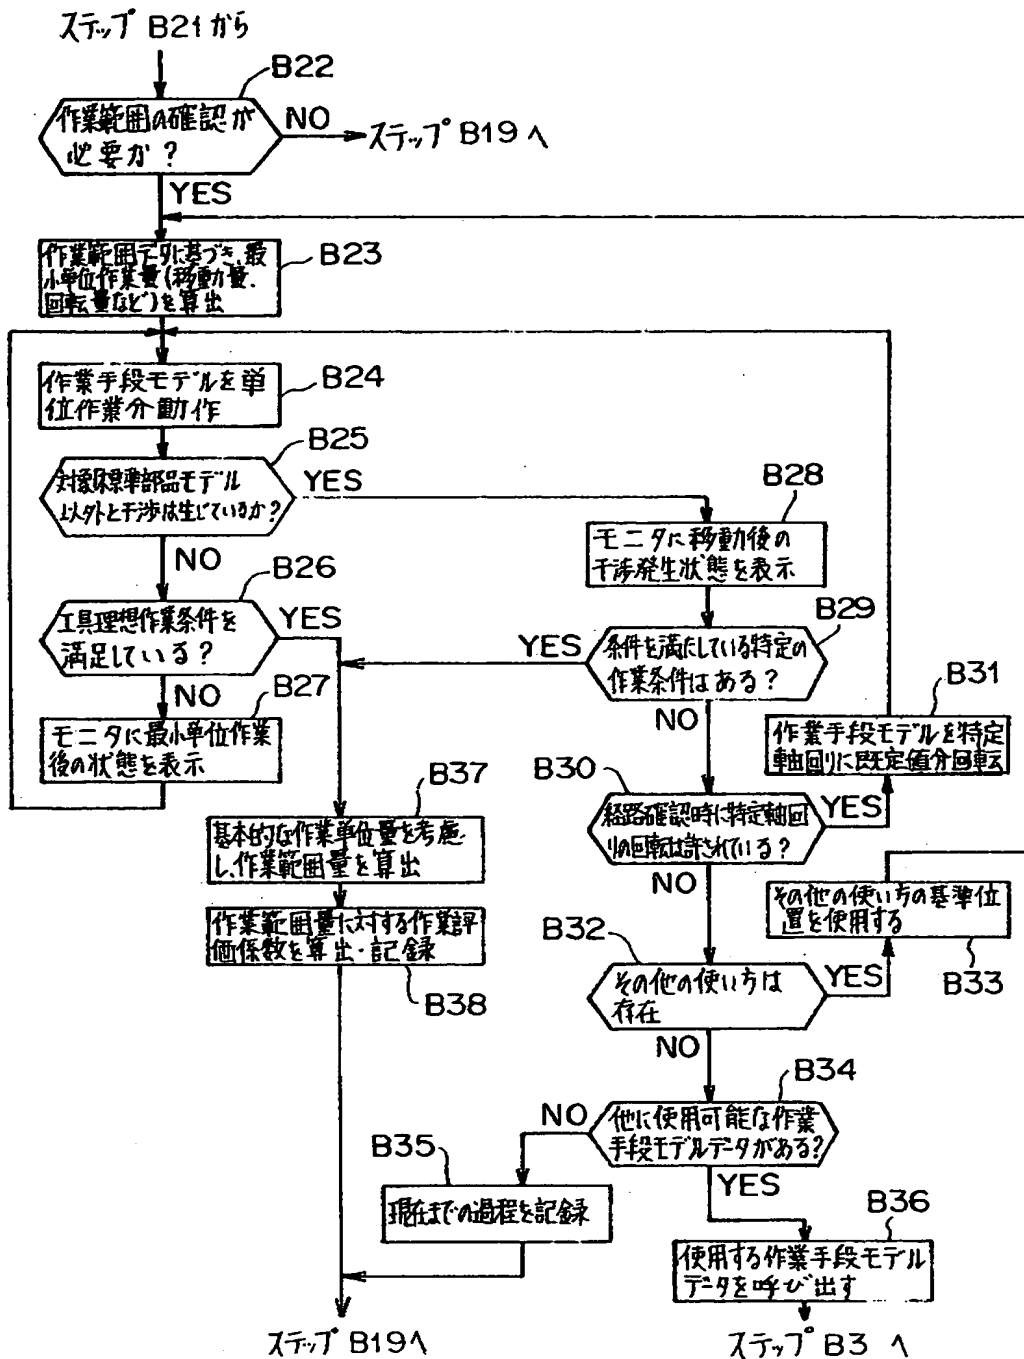 ステップ B21から
B22
作業範囲の確認が
必要か?
NO
ステップ B19 へ
YES
作業範囲データに基づき、最
小単位作業量(移動量、
回転量など)を算出
B23
作業手段モデルを単
位作業分動作
B24
B25
対象標準部品モデル
以外と干渉は生じているか?
YES
NO
B28
モニタに移動後の
干渉発生状態を表示
B26
工具理想作業条件を
満足している?
YES
NO
B29
条件を満たしている特定の
作業条件はある?
YES
NO
B27
モニタに最小単位作業
後の状態を表示
B31
作業手段モデルを特定
軸回りに既定値分回転
B30
経路確認時に特定軸回
りの回転は許されている?
YES
NO
B37
基本的な作業単位量を考慮
し、作業範囲量を算出
作業範囲量に対する作業評
価係数を算出・記録
B38
その他の使い方の基準位
置を使用する
B33
B32
その他の使い方は
存在
YES
NO
B34
他に使用可能な作業
手段モデルデータがある?
NO
YES
B35
現在までの過程を記録
B36
使用する作業手段モデル
データを呼び出す
ステップ B19へ
ステップ B3 へ